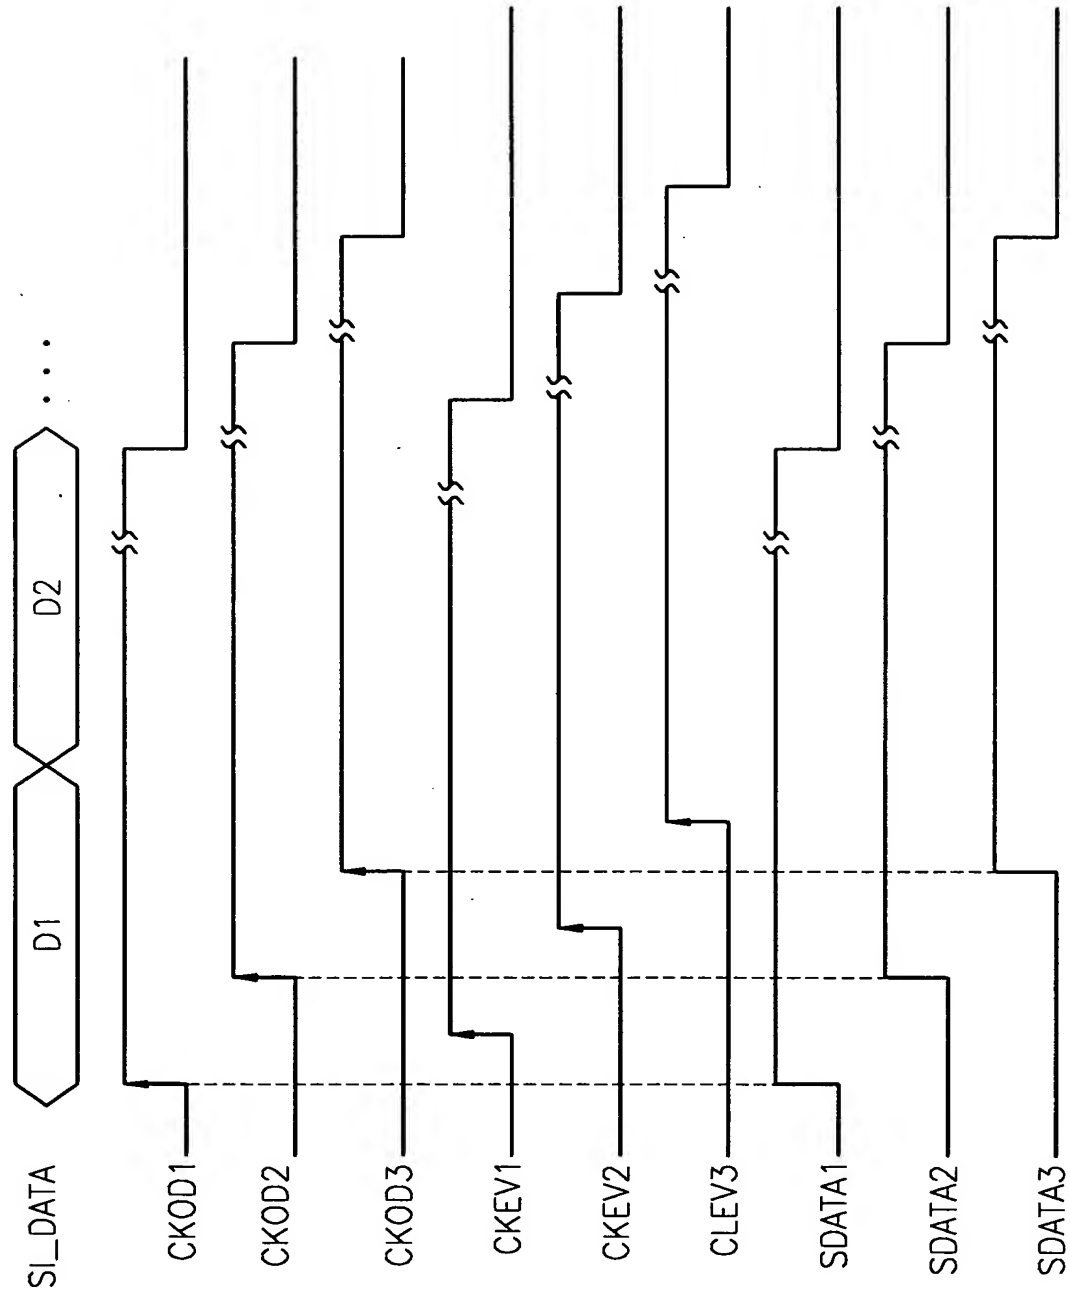 SI_DATA
D1
D2
CKOD1
CKOD2
CKOD3
CKEV1
CKEV2
CLEV3
SDATA1
SDATA2
SDATA3